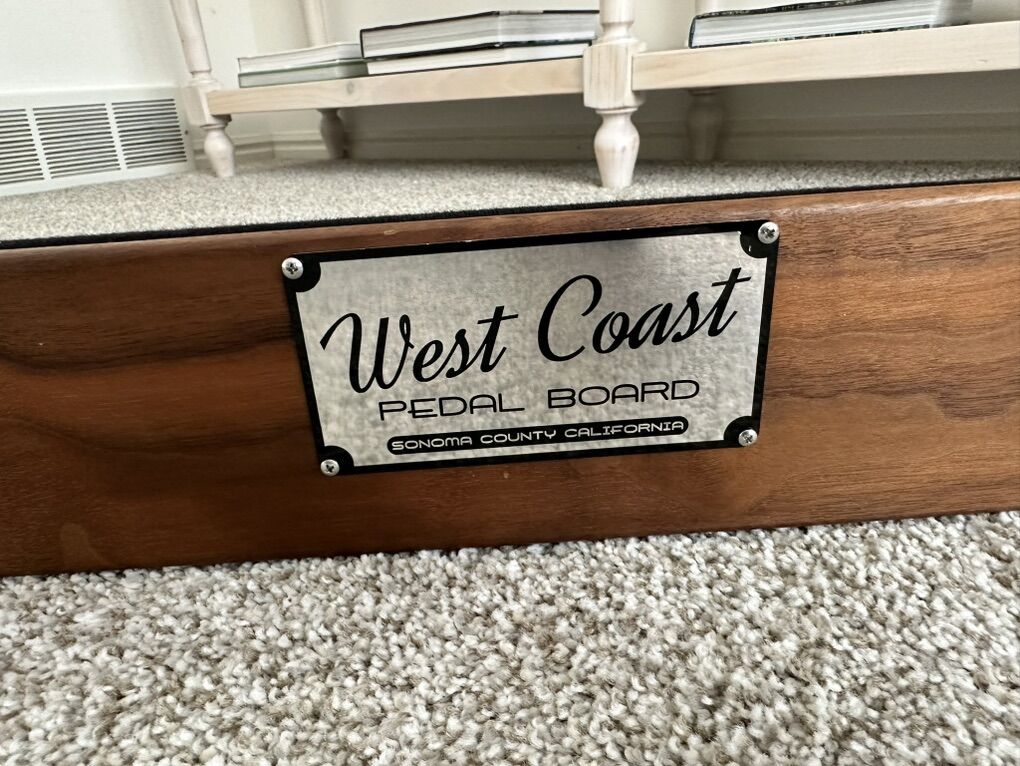 West Coast
PEDAL BOARD
SONOMA COUNTY CALIFORNIA